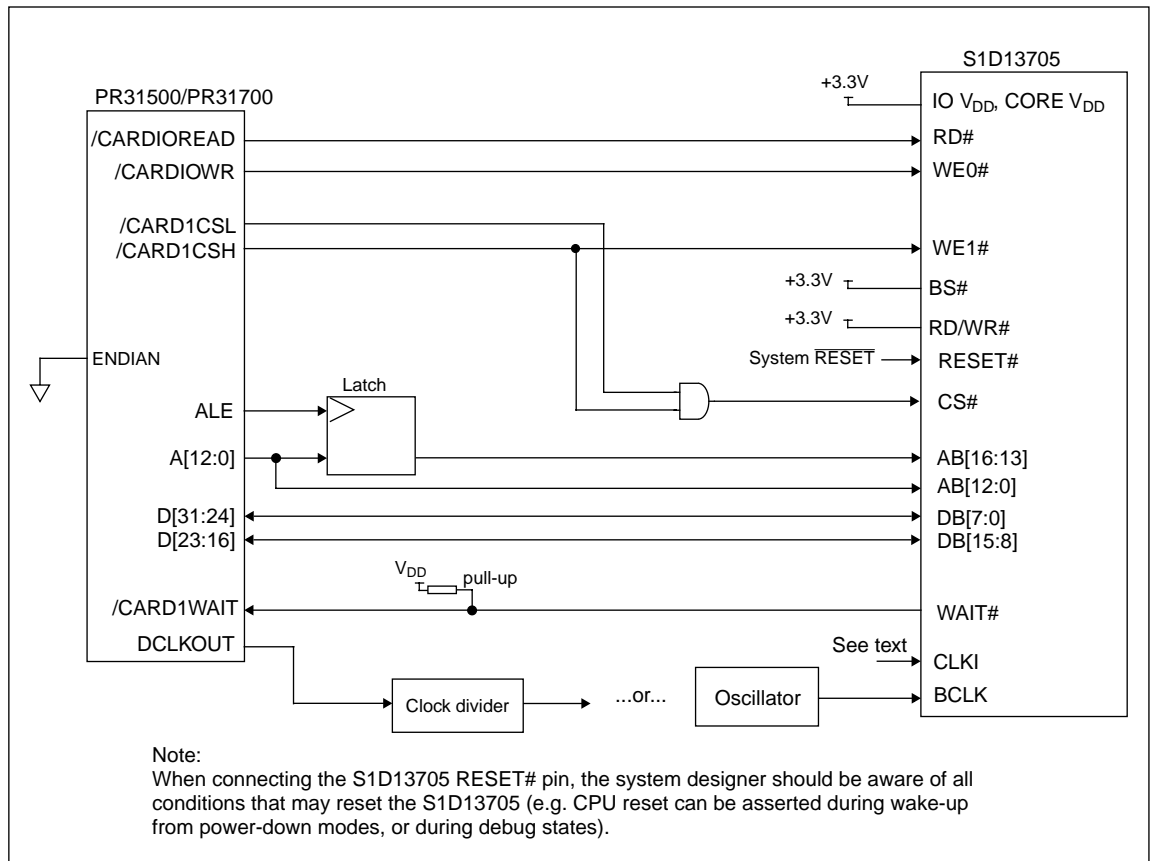 S1D13705
PR31500/PR31700
+3.3V
IO VDD, CORE VDD
/CARDIOREAD
RD#
/CARDIOWR
WE0#
/CARD1CSL
/CARD1CSH
WE1#
+3.3V
BS#
+3.3V
RD/WR#
ENDIAN
System RESET
RESET#
Latch
CS#
ALE
A[12:0]
AB[16:13]
AB[12:0]
D[31:24]
DB[7:0]
D[23:16]
DB[15:8]
VDD
pull-up
/CARD1WAIT
WAIT#
DCLKOUT
See text
CLKI
Clock divider
...or...
Oscillator
BCLK
Note:
When connecting the S1D13705 RESET# pin, the system designer should be aware of all
conditions that may reset the S1D13705 (e.g. CPU reset can be asserted during wake-up
from power-down modes, or during debug states).